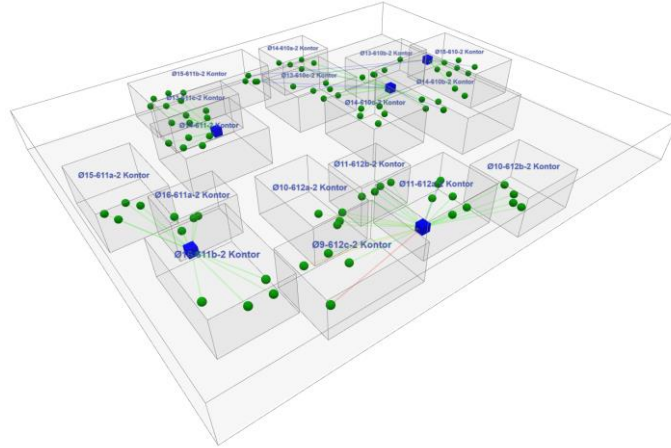 Ø14-610a-2 Kontor
Ø13-610b-2 Kontor
Ø15-610-2 Kontor
Ø15-611b-2 Kontor
Ø13-610c-2 Kontor
Ø14-610b-2 Kontor
Ø14-610c-2 Kontor
Ø15-611a-2 Kontor
Ø16-611a-2 Kontor
Ø11-612b-2 Kontor
Ø10-612a-2 Kontor
Ø11-612a-2 Kontor
Ø10-612b-2 Kontor
Ø9-612c-2 Kontor